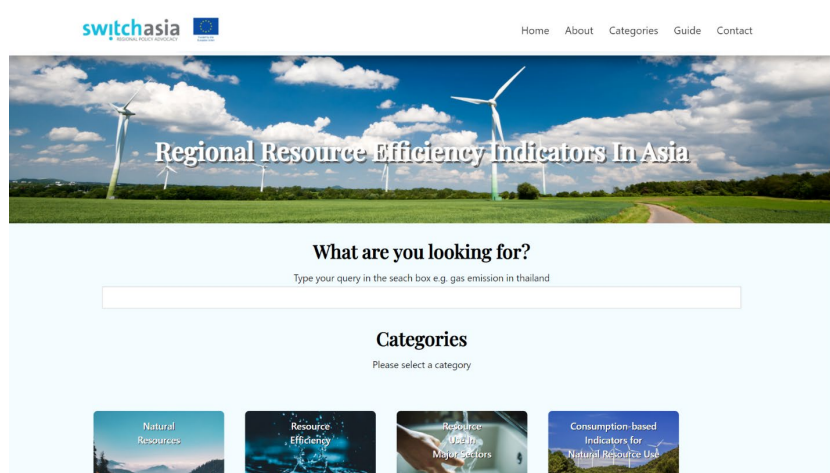 switchasia
REGIONAL POLICY ADVOCACY
Home About Categories Guide Contact
Regional Resource Efficiency Indicators In Asia
What are you looking for?
Type your query in the seach box e.g. gas emission in thailand
Categories
Please select a category
Natural
Resources
Resource
Efficiency
Resource
Use in
Major Sectors
Consumption-based
Indicators for
Natural Resource Use